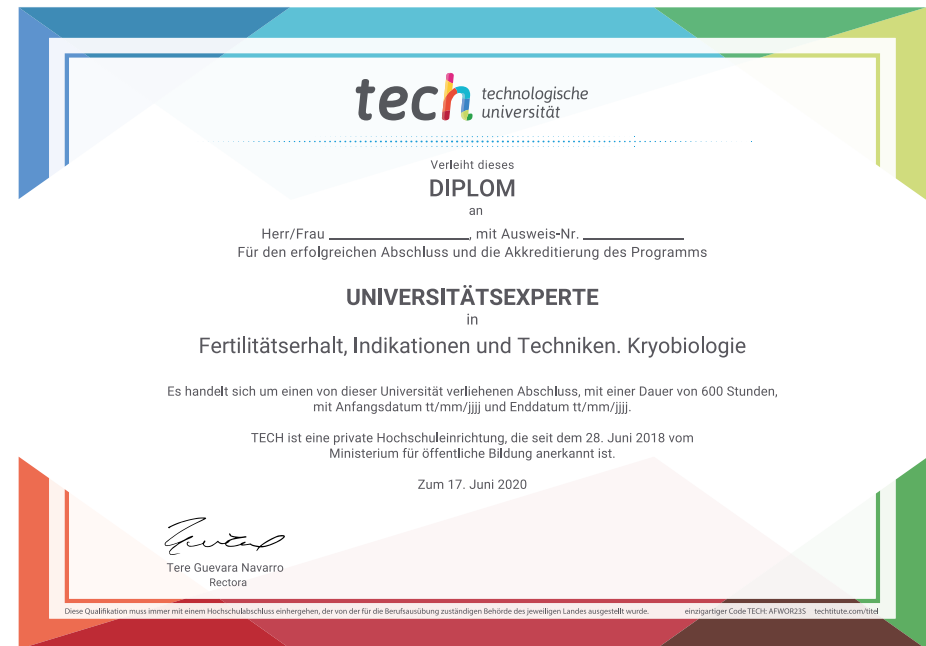 tech technologische
universität
Verleiht dieses
DIPLOM
an
Herr/Frau ____________, mit Ausweis-Nr. ____________
Für den erfolgreichen Abschluss und die Akkreditierung des Programms
UNIVERSITÄTSEXPERTE
in
Fertilitätserhalt, Indikationen und Techniken. Kryobiologie
Es handelt sich um einen von dieser Universität verliehenen Abschluss, mit einer Dauer von 600 Stunden,
mit Anfangsdatum tt/mm/jjjj und Enddatum tt/mm/jjjj.
TECH ist eine private Hochschuleinrichtung, die seit dem 28. Juni 2018 vom
Ministerium für öffentliche Bildung anerkannt ist.
Zum 17. Juni 2020
Tere Guevara Navarro
Rectora
Diese Qualifikation muss immer mit einem Hochschulabschluss einhergehen, der von der für die Berufsausübung zuständigen Behörde des jeweiligen Landes ausgestellt wurde. einzigartiger Code TECH: AFWOR23S techtitute.com/titel